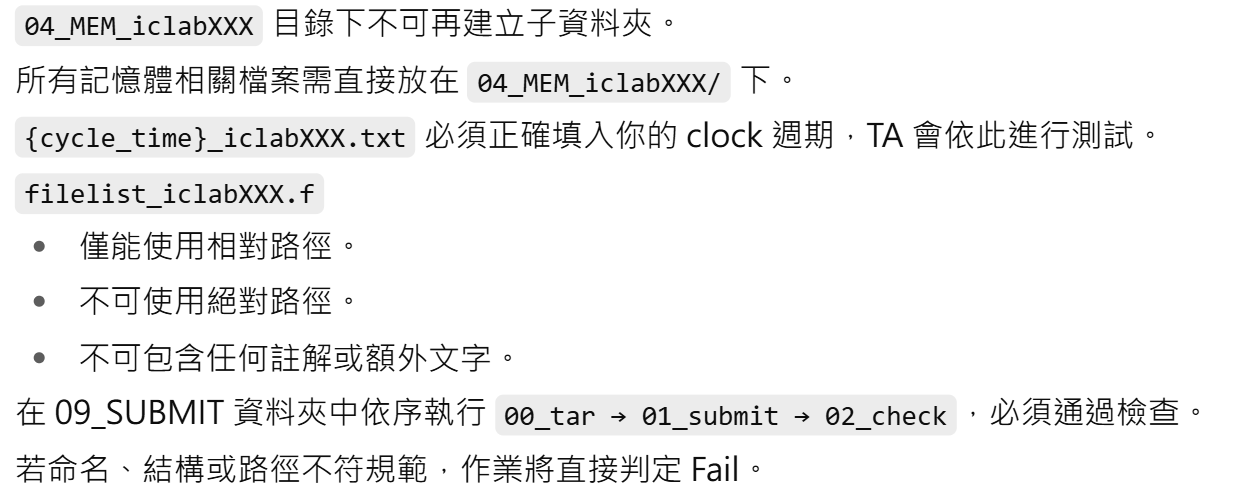 04_MEM_iclabXXX 目錄下不可再建立子資料夾。
所有記憶體相關檔案需直接放在 04_MEM_iclabXXX/ 下。
{cycle_time}_iclabXXX.txt 必須正確填入你的 clock 週期，TA 會依此進行測試。
filelist_iclabXXX.f
• 僅能使用相對路徑。
• 不可使用絕對路徑。
• 不可包含任何註解或額外文字。
在 09_SUBMIT 資料夾中依序執行 00_tar → 01_submit → 02_check ，必須通過檢查。
若命名、結構或路徑不符規範，作業將直接判定 Fail。